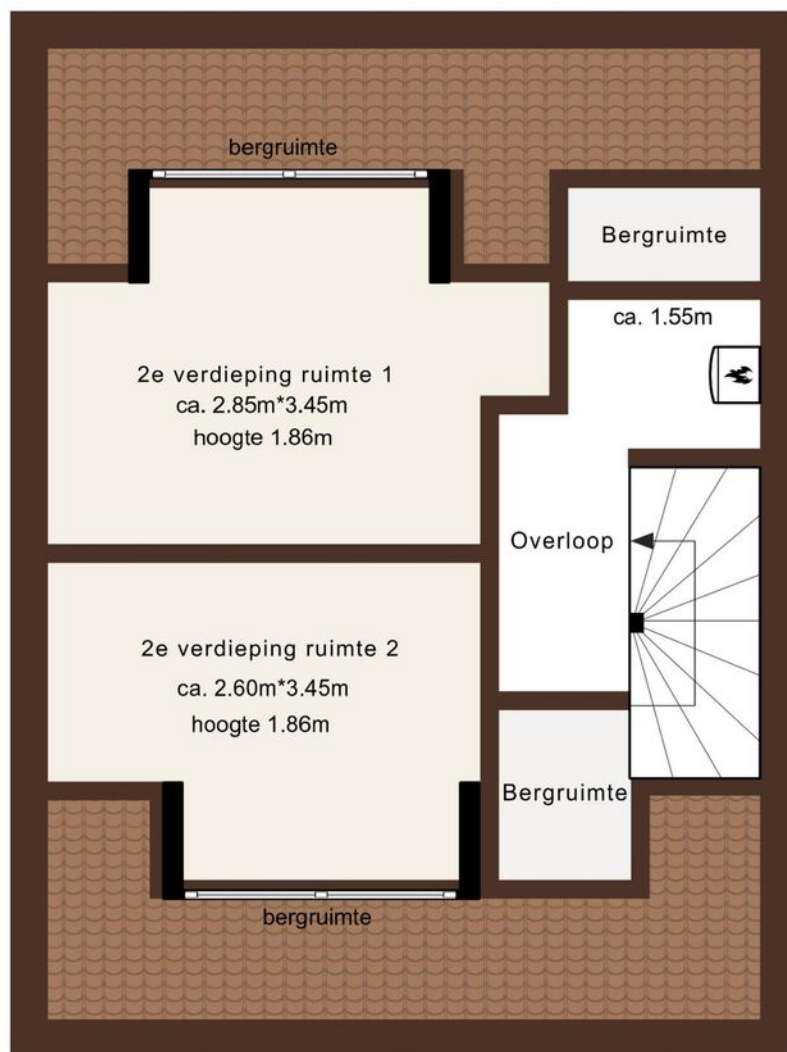 bergruimte
Bergruimte
ca. 1.55m
2e verdieping ruimte 1
ca. 2.85m*3.45m
hoogte 1.86m
Overloop
2e verdieping ruimte 2
ca. 2.60m*3.45m
hoogte 1.86m
Bergruimte
bergruimte